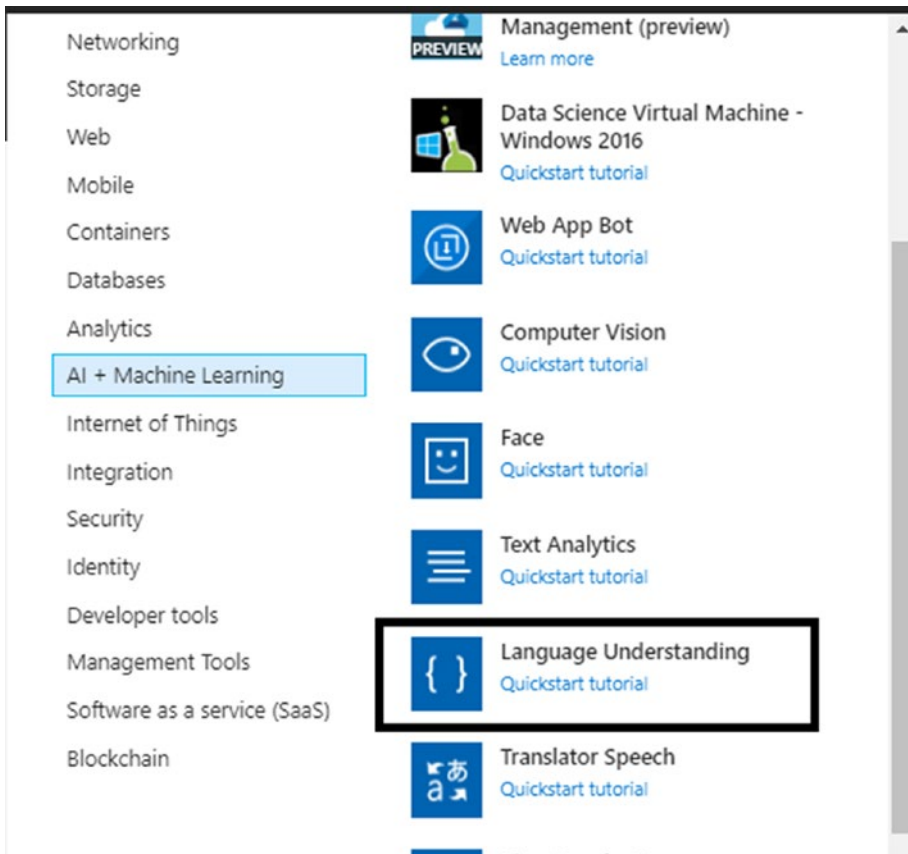 Networking
Storage
Web
Mobile
Containers
Databases
Analytics
AI + Machine Learning
Internet of Things
Integration
Security
Identity
Developer tools
Management Tools
Software as a service (SaaS)
Blockchain
PREVIEW
Management (preview)
Learn more
Data Science Virtual Machine -
Windows 2016
Quickstart tutorial
Web App Bot
Quickstart tutorial
Computer Vision
Quickstart tutorial
Face
Quickstart tutorial
Text Analytics
Quickstart tutorial
{ }
Language Understanding
Quickstart tutorial
あ
a
Translator Speech
Quickstart tutorial